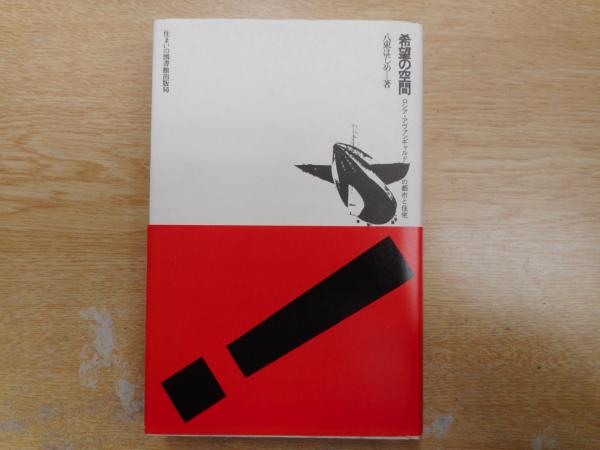 希望の空間
ロシア・アヴァンギャルドの都市と住宅
八束はじめ—著
住まいの図書館出版局